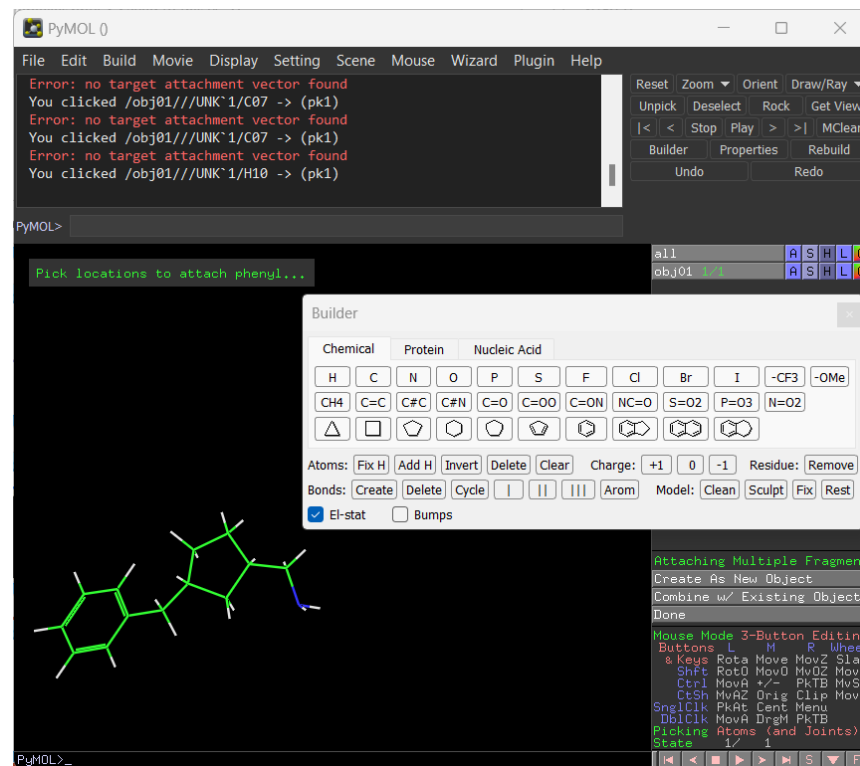 PyMOL ()
File Edit Build Movie Display Setting Scene Mouse Wizard Plugin Help
Error: no target attachment vector found
You clicked /obj01///UNK`1/C07 -> (pk1)
Error: no target attachment vector found
You clicked /obj01///UNK`1/C07 -> (pk1)
Error: no target attachment vector found
You clicked /obj01///UNK`1/H10 -> (pk1)
PyMOL>
Reset Zoom Orient Draw/Ray
Unpick Deselect Rock Get View
|< < Stop Play > >| MClear
Builder Properties Rebuild
Undo Redo
all A S H L
obj01 1/1 A S H L
Pick locations to attach phenyl...
Builder
Chemical Protein Nucleic Acid
H C N O P S F Cl Br I -CF3 -OMe
CH4 C=C C#C C#N C=O C=OO C=ON NC=O S=O2 P=O3 N=O2
Atoms: Fix H Add H Invert Delete Clear Charge: +1 0 -1 Residue: Remove
Bonds: Create Delete Cycle | || ||| Arom Model: Clean Sculpt Fix Rest
El-stat Bumps
Attaching Multiple Fragmen
Create As New Object
Combine w/ Existing Object
Done
Mouse Mode 3-Button Editin
Buttons L M R Whee
& Keys Rota Move MovZ Sla
Shft RotO MovO MvOZ Mov
Ctrl MovA +/- PkTB MvS
CtSh MvAZ Orig Clip Mov
SnglClk PkAt Cent Menu
DblClk MovA DrgM PkTB
Picking Atoms (and Joints)
State 1/ 1
PyMOL>_
S F